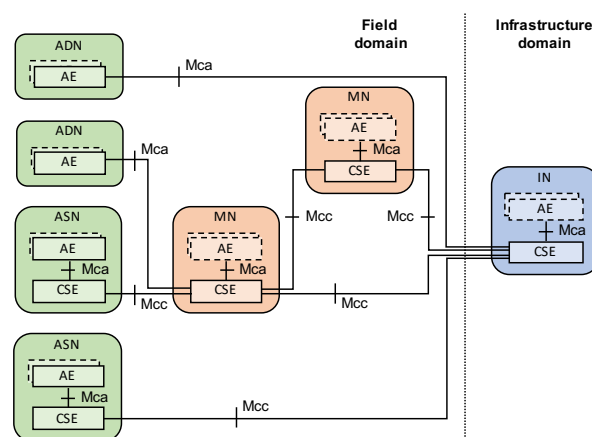 Field domain
Infrastructure domain
ADN
AE
Mca
MN
AE
Mca
CSE
ADN
AE
Mca
IN
AE
Mca
CSE
ASN
AE
Mca
CSE
Mcc
MN
AE
Mca
CSE
Mcc
Mcc
Mcc
ASN
AE
Mca
CSE
Mcc